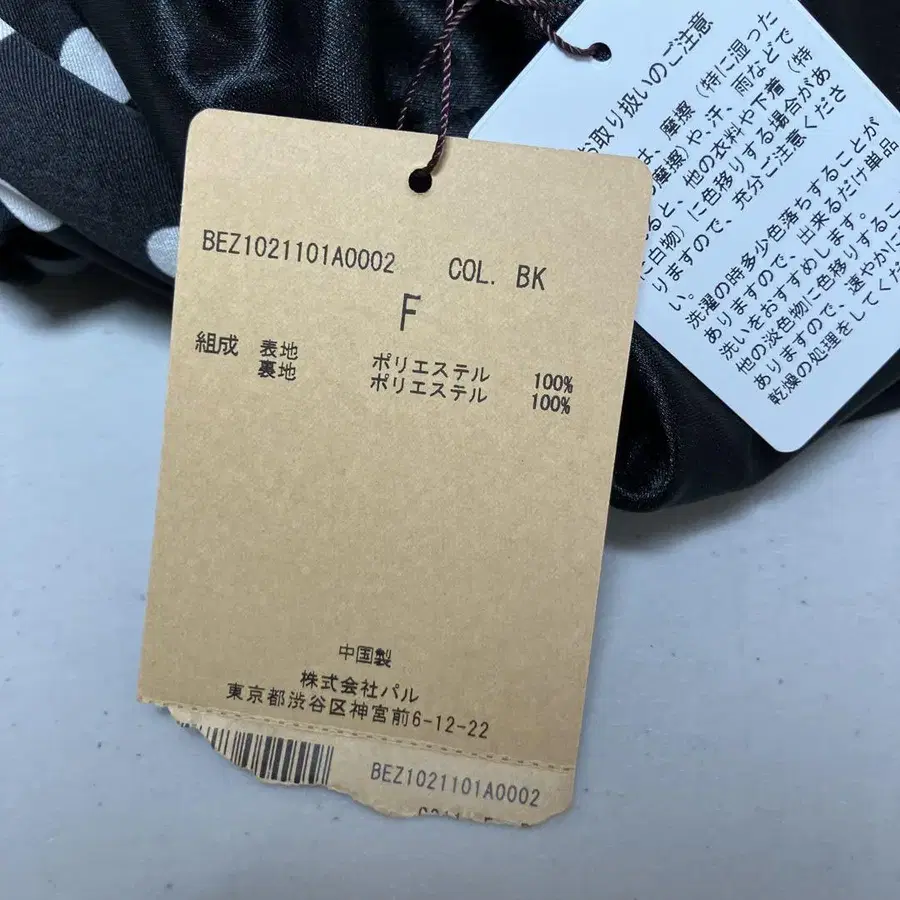 BEZ1021101A0002 COL. BK
F
組成 表地 ポリエステル 100%
裏地 ポリエステル 100%
中国製
株式会社パル
東京都渋谷区神宮前6-12-22
BEZ1021101A0002
お取り扱いのご注意
は、摩擦(特に湿った
の摩擦)や、汗、雨などで
ると、他の衣料や下着(特
に白物)に色移りする場合があ
りますので、充分ご注意くださ
い。
洗濯の時多少色落ちすることが
ありますので、出来るだけ単品
洗いをおすすめします。
他の淡色物に色移りするこ
ありますので、速やかに
乾燥の処理をしてくだ